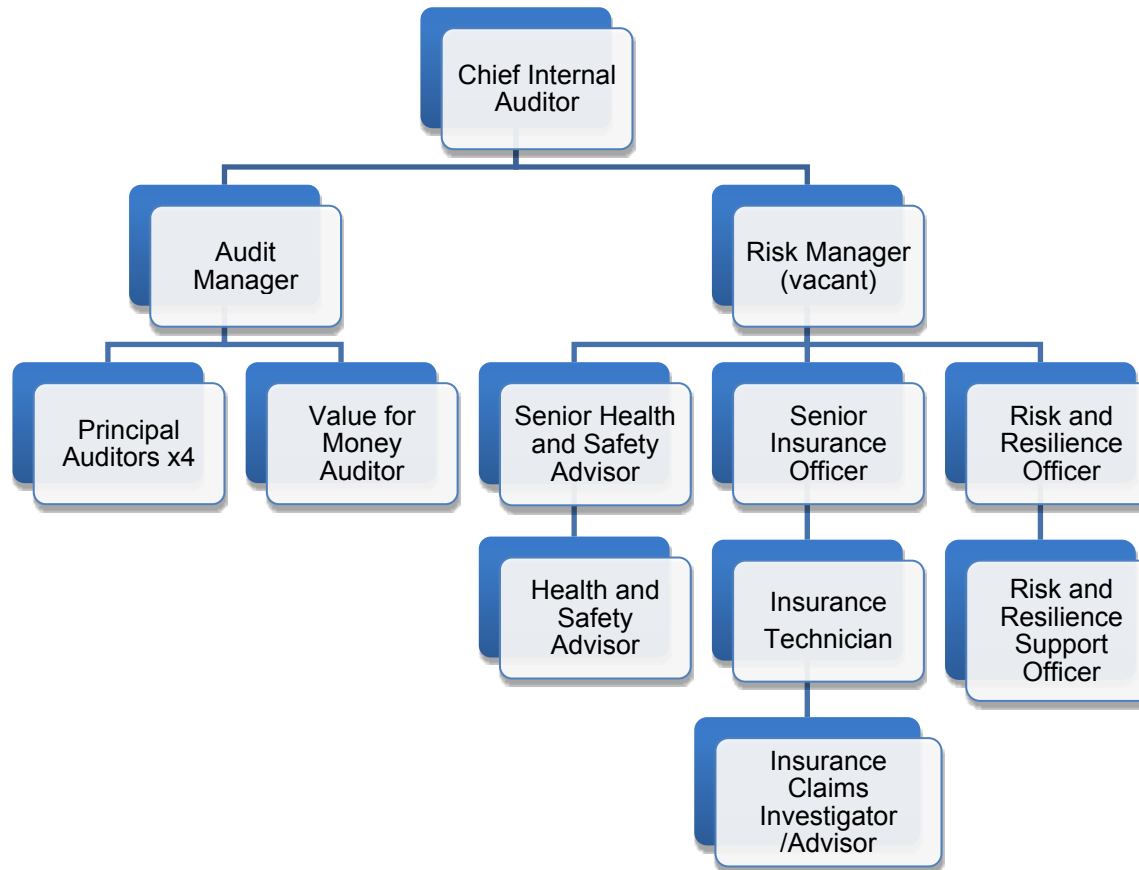 Chief Internal
Auditor
Audit
Manager
Risk Manager
(vacant)
Principal
Auditors x4
Value for
Money
Auditor
Senior Health
and Safety
Advisor
Senior
Insurance
Officer
Risk and
Resilience
Officer
Health and
Safety
Advisor
Insurance
Technician
Risk and
Resilience
Support
Officer
Insurance
Claims
Investigator
/Advisor